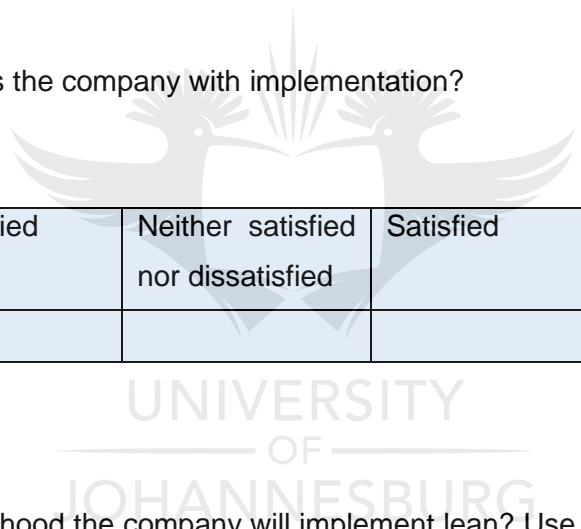 s the company with implementation?
ied
Neither satisfied
nor dissatisfied
Satisfied
UNIVERSITY
OF
JOHANNESBURG
hood the company will implement lean? Use